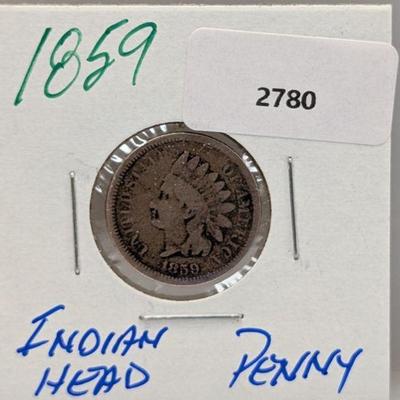 1859
2780
UNITED STATES OF AMERICA
1859
INDIAN PENNY
HEAD